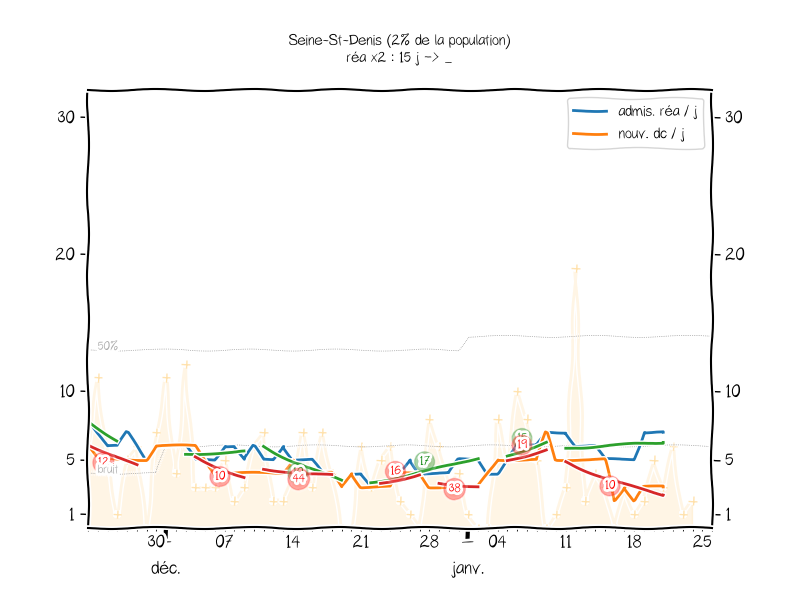 Seine-St-Denis (2% de la population)
réa x2 : 15 j -> _
admis. réa / j
nouv. dc / j
30 30
20 20
50%
10 10
5 5
bruit
1 1
12 10 44 16 17 38 19 10
30 07 14 21 28 04 11 18 25
déc. janv.